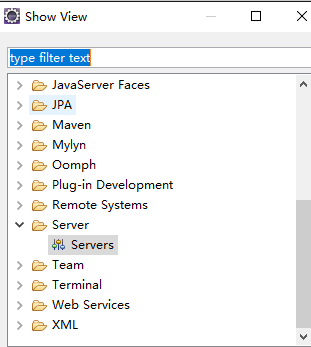 Show View
type filter text
JavaServer Faces
JPA
Maven
Mylyn
Oomph
Plug-in Development
Remote Systems
Server
Servers
Team
Terminal
Web Services
XML